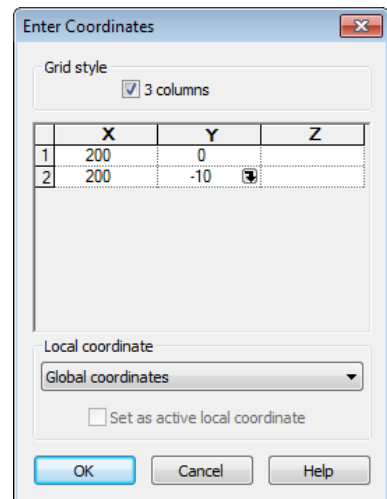 Enter Coordinates
Grid style
3 columns
X Y Z
1 200 0
2 200 -10
Local coordinate
Global coordinates
Set as active local coordinate
OK Cancel Help